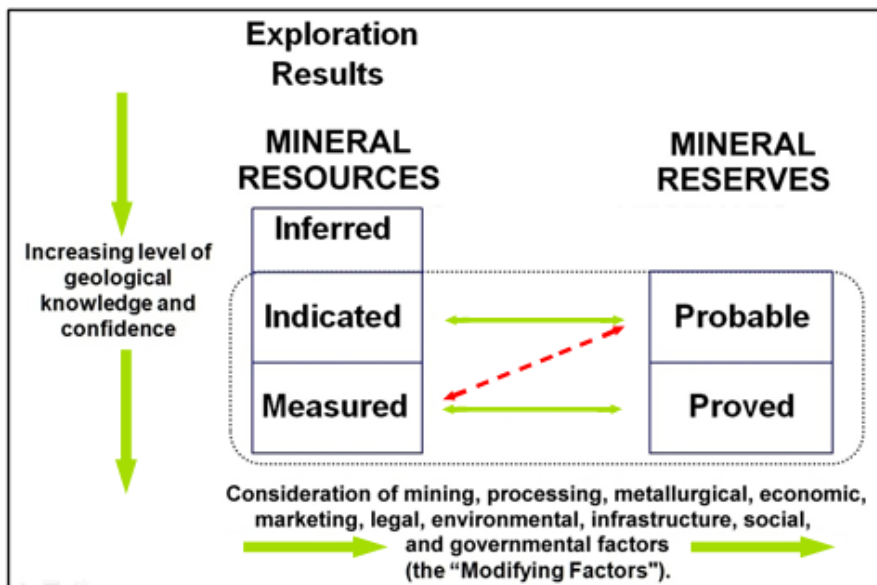 Exploration
Results
MINERAL
RESOURCES
MINERAL
RESERVES
Inferred
Increasing level of
geological
knowledge and
confidence
Indicated
Probable
Measured
Proved
Consideration of mining, processing, metallurgical, economic,
marketing, legal, environmental, infrastructure, social,
and governmental factors
(the “Modifying Factors").